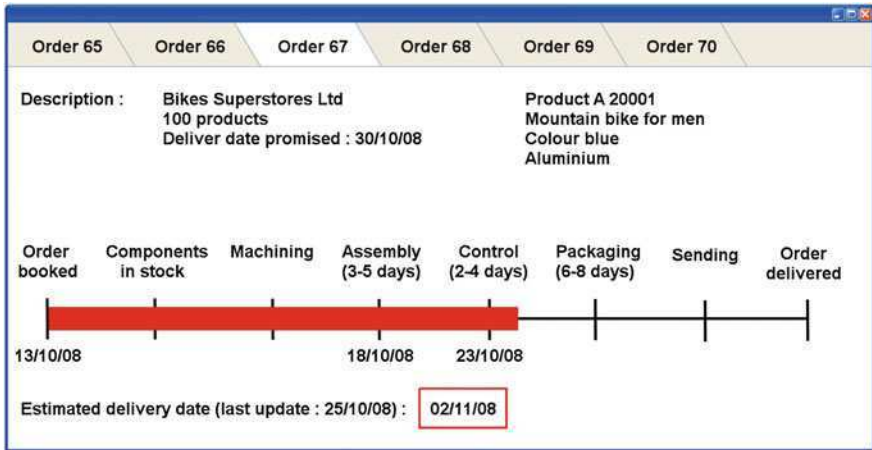 Order 65 Order 66 Order 67 Order 68 Order 69 Order 70
Description : Bikes Superstores Ltd Product A 20001
100 products Mountain bike for men
Deliver date promised : 30/10/08 Colour blue
Aluminium
Order Components Machining Assembly Control Packaging Sending Order
booked in stock (3-5 days) (2-4 days) (6-8 days) delivered
13/10/08 18/10/08 23/10/08
Estimated delivery date (last update : 25/10/08) : 02/11/08